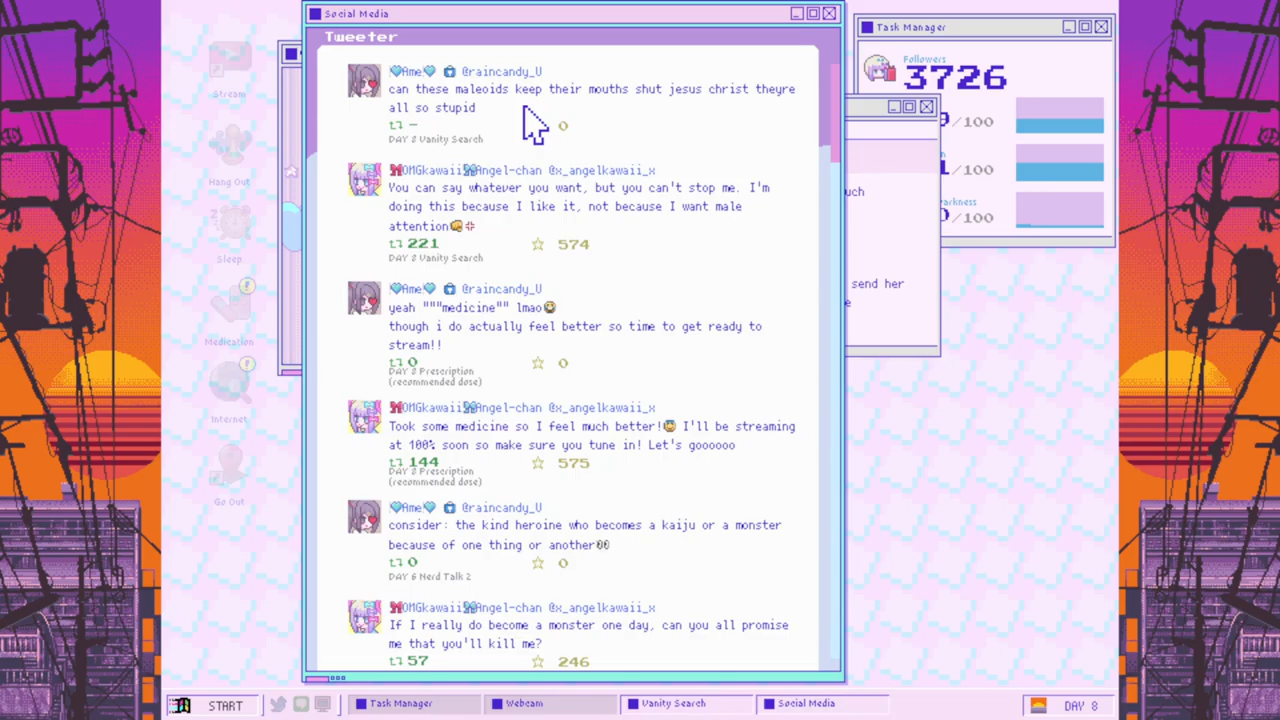 Social Media
Tweeter
Ame @raincandy_U
can these maleoids keep their mouths shut jesus christ theyre
all so stupid
- 0
DAY 8 Vanity Search
OMGkawaii Angel-chan @x_angelkawaii_x
You can say whatever you want, but you can't stop me. I'm
doing this because I like it, not because I want male
attention
221 574
DAY 8 Vanity Search
Ame @raincandy_U
yeah """medicine"" lmao
though i do actually feel better so time to get ready to
stream!!
0 0
DAY 8 Prescription
(recommended dose)
OMGkawaii Angel-chan @x_angelkawaii_x
Took some medicine so I feel much better! I'll be streaming
at 100% soon so make sure you tune in! Let's goooooo
144 575
DAY 8 Prescription
(recommended dose)
Ame @raincandy_U
consider: the kind heroine who becomes a kaiju or a monster
because of one thing or another
0 0
DAY 6 Nerd Talk 2
OMGkawaii Angel-chan @x_angelkawaii_x
If I really do become a monster one day, can you all promise
me that you'll kill me?
57 246
Task Manager
Followers
3726
/100
/100
/100
send her
Stream
Hang Out
Sleep
Medication
Internet
Go Out
START
Task Manager
Webcam
Vanity Search
Social Media
DAY 8